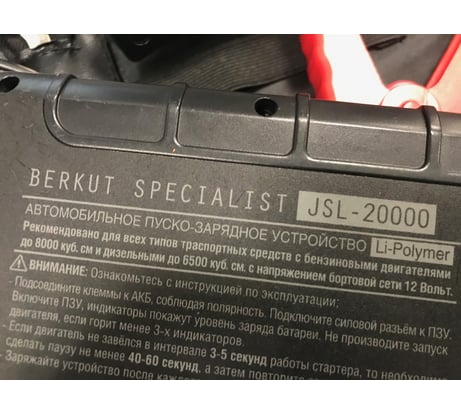 BERKUT SPECIALIST JSL-20000
АВТОМОБИЛЬНОЕ ПУСКО-ЗАРЯДНОЕ УСТРОЙСТВО Li-Polymer
Рекомендовано для всех типов транспортных средств с бензиновыми двигателями
до 8000 куб. см и дизельными до 6500 куб. см. с напряжением бортовой сети 12 Вольт.
⚠ ВНИМАНИЕ: Ознакомьтесь с инструкцией по эксплуатации;
Подсоедините клеммы к АКБ, соблюдая полярность. Подключите силовой разъём к ПЗУ.
Включите ПЗУ, индикаторы покажут уровень заряда батареи. Не производите запуск
двигателя, если горит менее 3-х индикаторов.
- Если двигатель не завёлся в интервале 3-5 секунд работы стартера, то необходимо
сделать паузу не менее 40-60 секунд, а затем повторить
- Заряжайте устройство после каждого